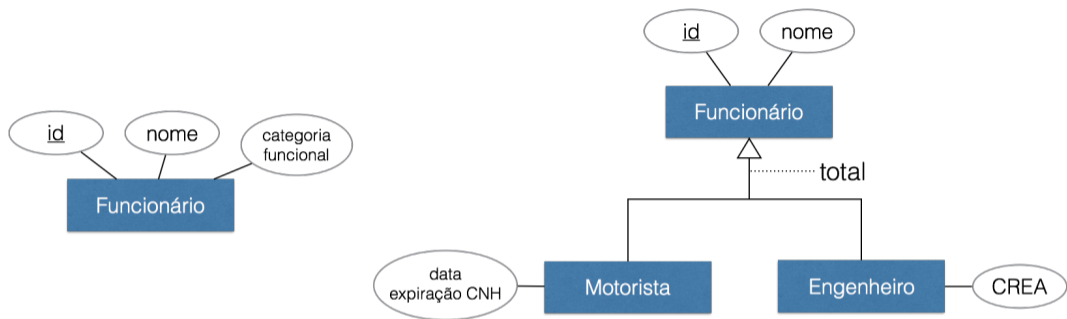 id
nome
categoria
funcional
Funcionário
id
nome
Funcionário
total
data
expiração CNH
Motorista
Engenheiro
CREA